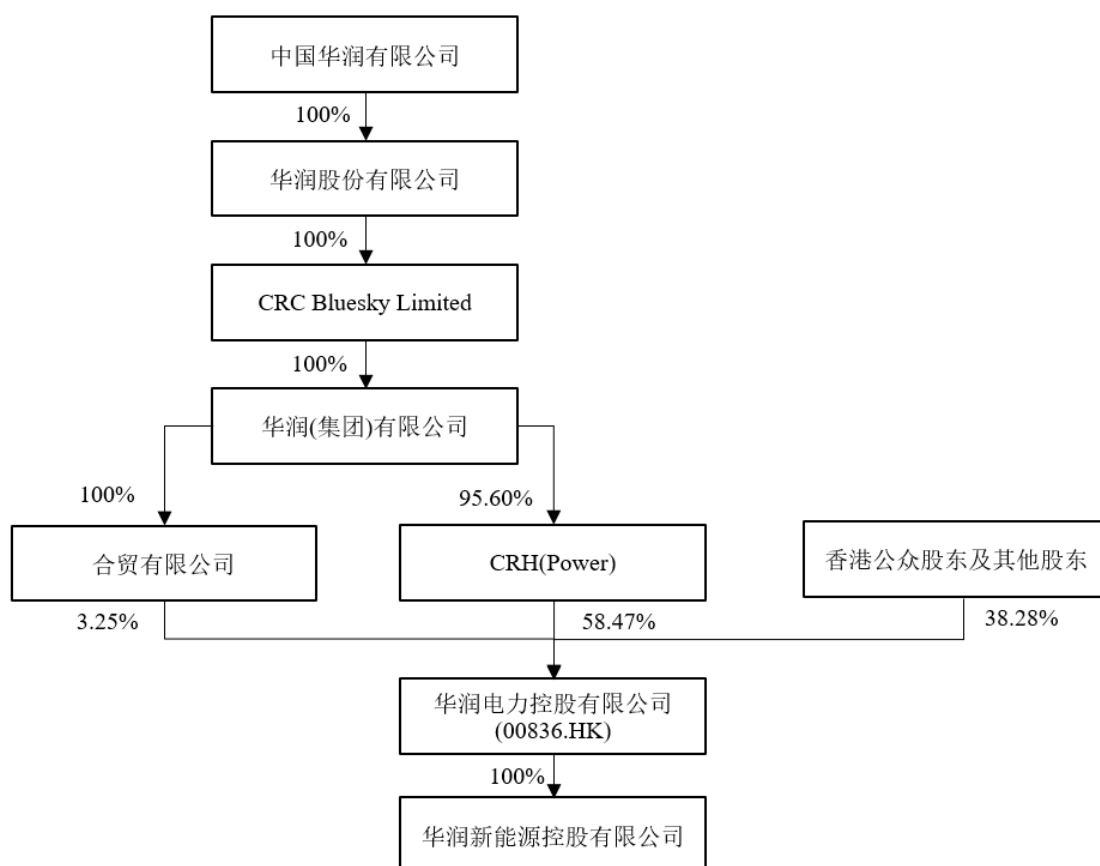 中国华润有限公司
100%
华润股份有限公司
100%
CRC Bluesky Limited
100%
华润(集团)有限公司
100%
95.60%
合贸有限公司
CRH(Power)
香港公众股东及其他股东
3.25%
58.47%
38.28%
华润电力控股有限公司
(00836.HK)
100%
华润新能源控股有限公司